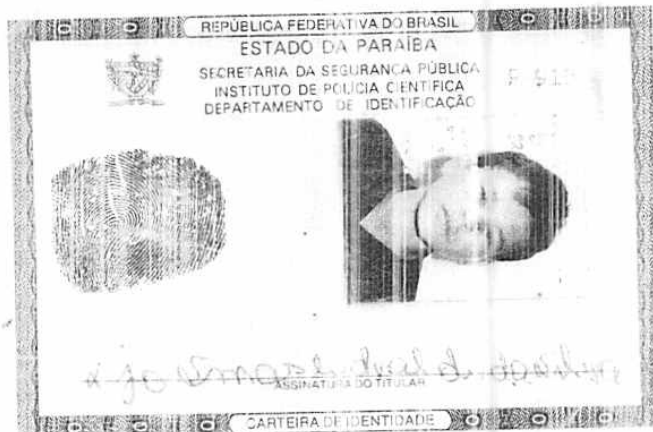 REPÚBLICA FEDERATIVA DO BRASIL
ESTADO DA PARAÍBA
SECRETARIA DA SEGURANÇA PÚBLICA
INSTITUTO DE POLÍCIA CIENTÍFICA
DEPARTAMENTO DE IDENTIFICAÇÃO
ASSINATURA DO TITULAR
CARTEIRA DE IDENTIDADE